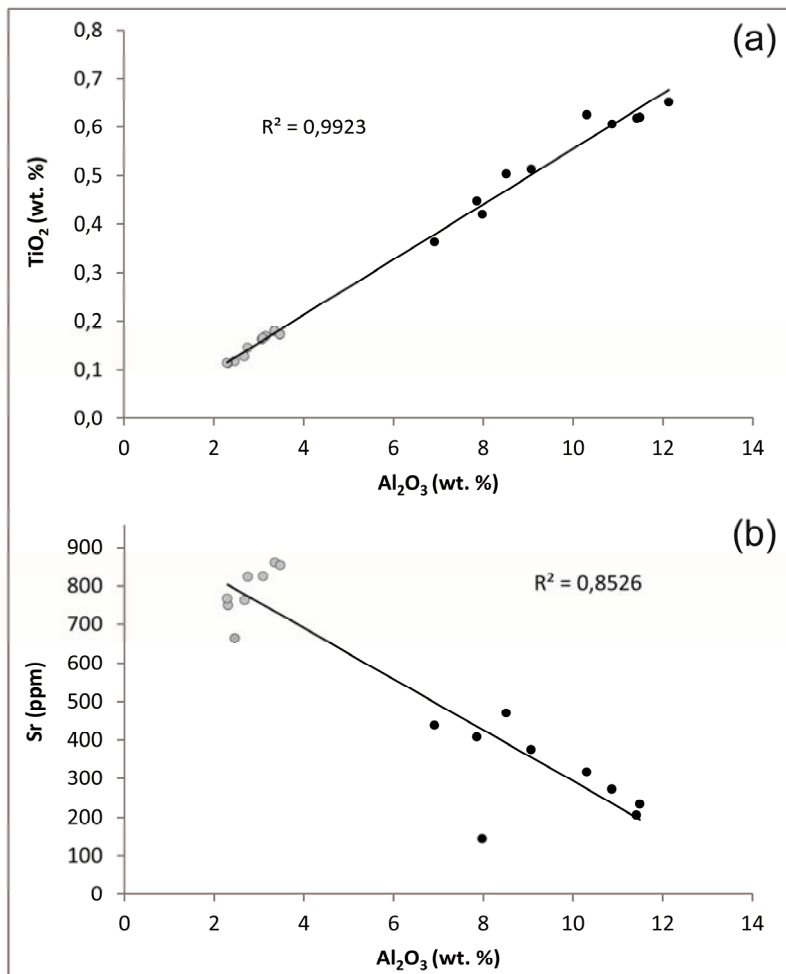 (a)
0,8
0,7
0,6
0,5
0,4
0,3
0,2
0,1
0,0
TiO₂ (wt. %)
R² = 0,9923
0 2 4 6 8 10 12 14
Al₂O₃ (wt. %)
(b)
900
800
700
600
500
400
300
200
100
0
Sr (ppm)
R² = 0,8526
0 2 4 6 8 10 12 14
Al₂O₃ (wt. %)